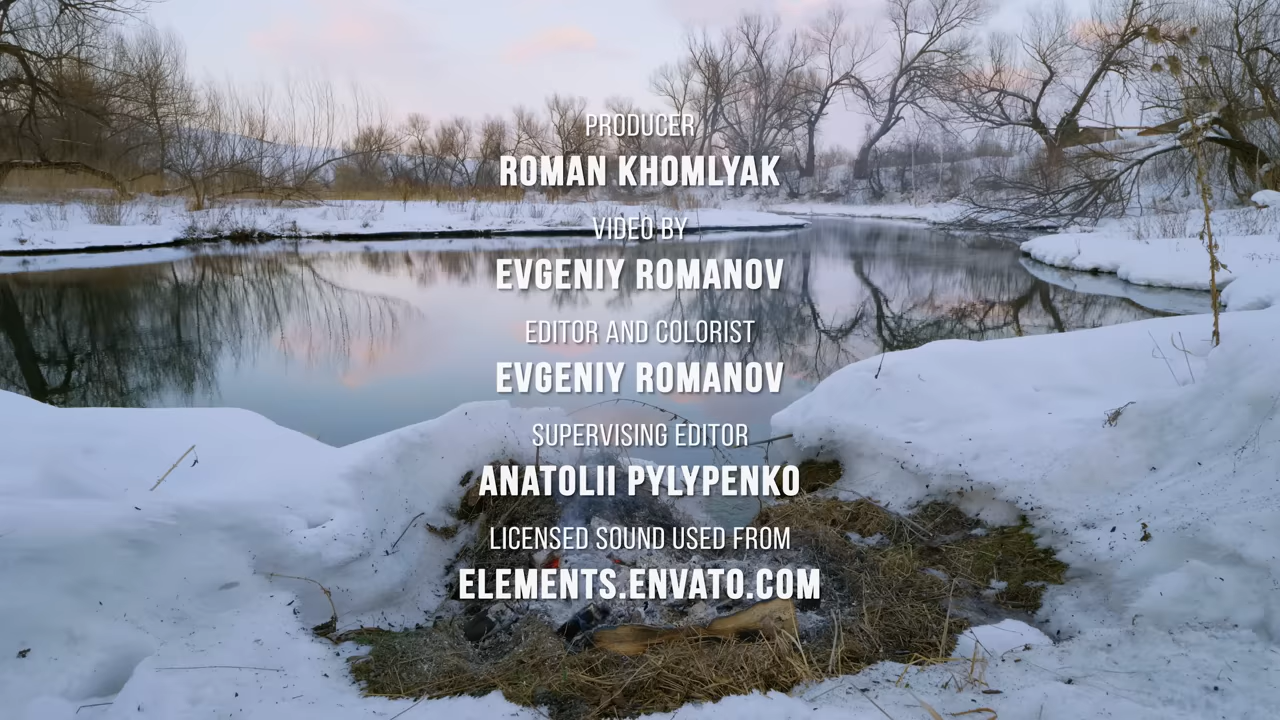 PRODUCER
ROMAN KHOMLYAK
VIDEO BY
EVGENIY ROMANOV
EDITOR AND COLORIST
EVGENIY ROMANOV
SUPERVISING EDITOR
ANATOLII PYLYPENKO
LICENSED SOUND USED FROM
ELEMENTS.ENVATO.COM